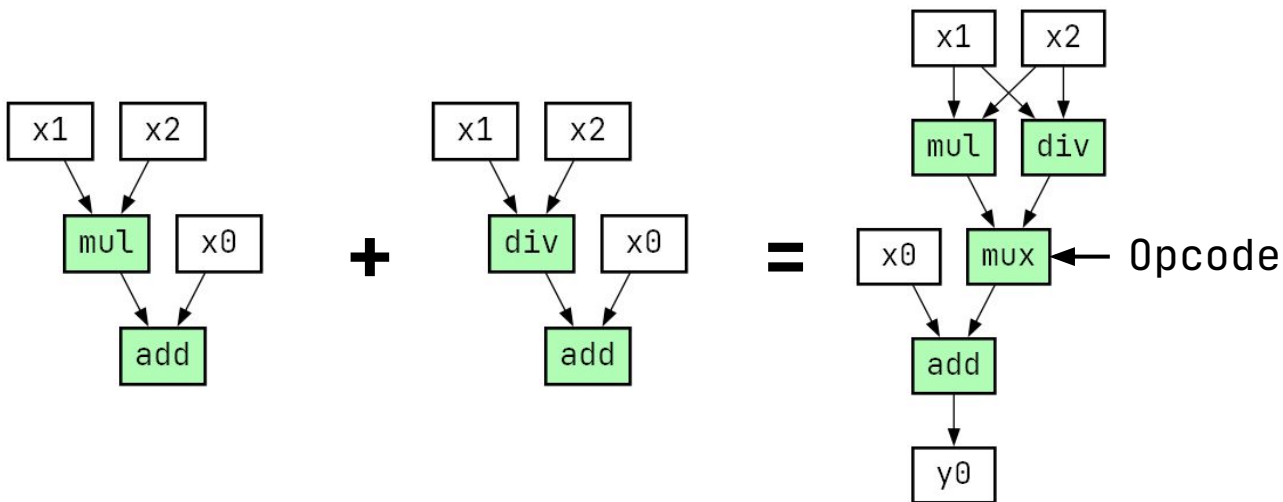 x1 x2
mul x0
add
+
x1 x2
div x0
add
=
x1 x2
mul div
x0 mux Opcode
add
y0